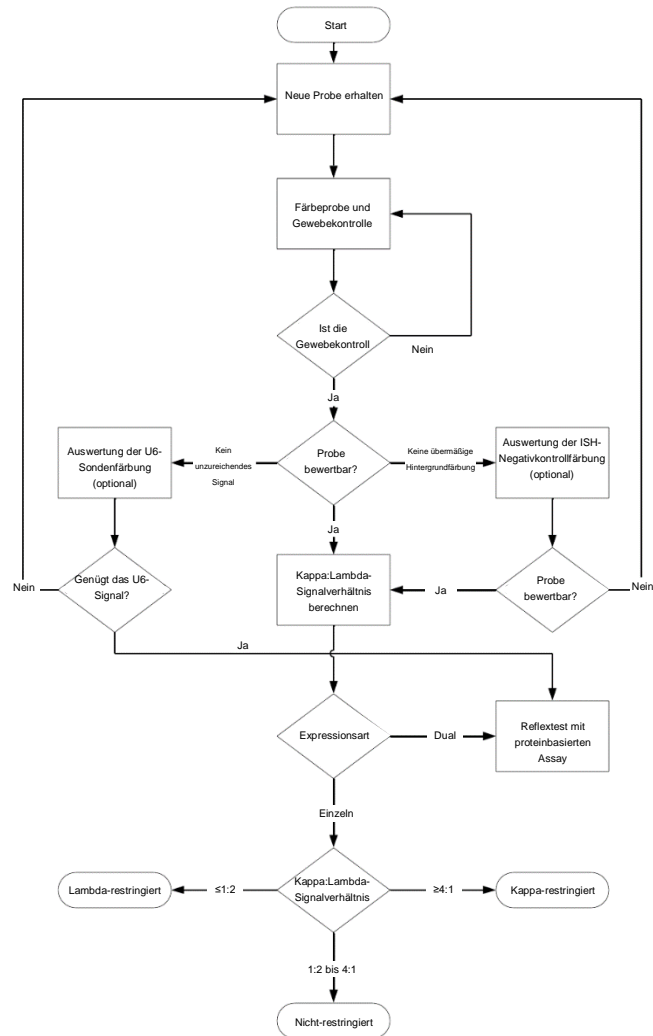 Start
Neue Probe erhalten
Färbeprobe und
Gewebekontrolle
Ist die
Gewebekontroll
Nein
Ja
Auswertung der U6-
Sondenfärbung
(optional)
Kein
unzureichendes
Signal
Probe
bewertbar?
Keine übermäßige
Hintergrundfärbung
Auswertung der ISH-
Negativkontrollfärbung
(optional)
Ja
Nein
Genügt das U6-
Signal?
Kappa:Lambda-
Signalverhältnis
berechnen
Ja
Probe
bewertbar?
Nein
Ja
Expressionsart
Dual
Reflextest mit
proteinbasierten
Assay
Einzeln
Lambda-restringiert
≤1:2
Kappa:Lambda-
Signalverhältnis
≥4:1
Kappa-restringiert
1:2 bis 4:1
Nicht-restringiert